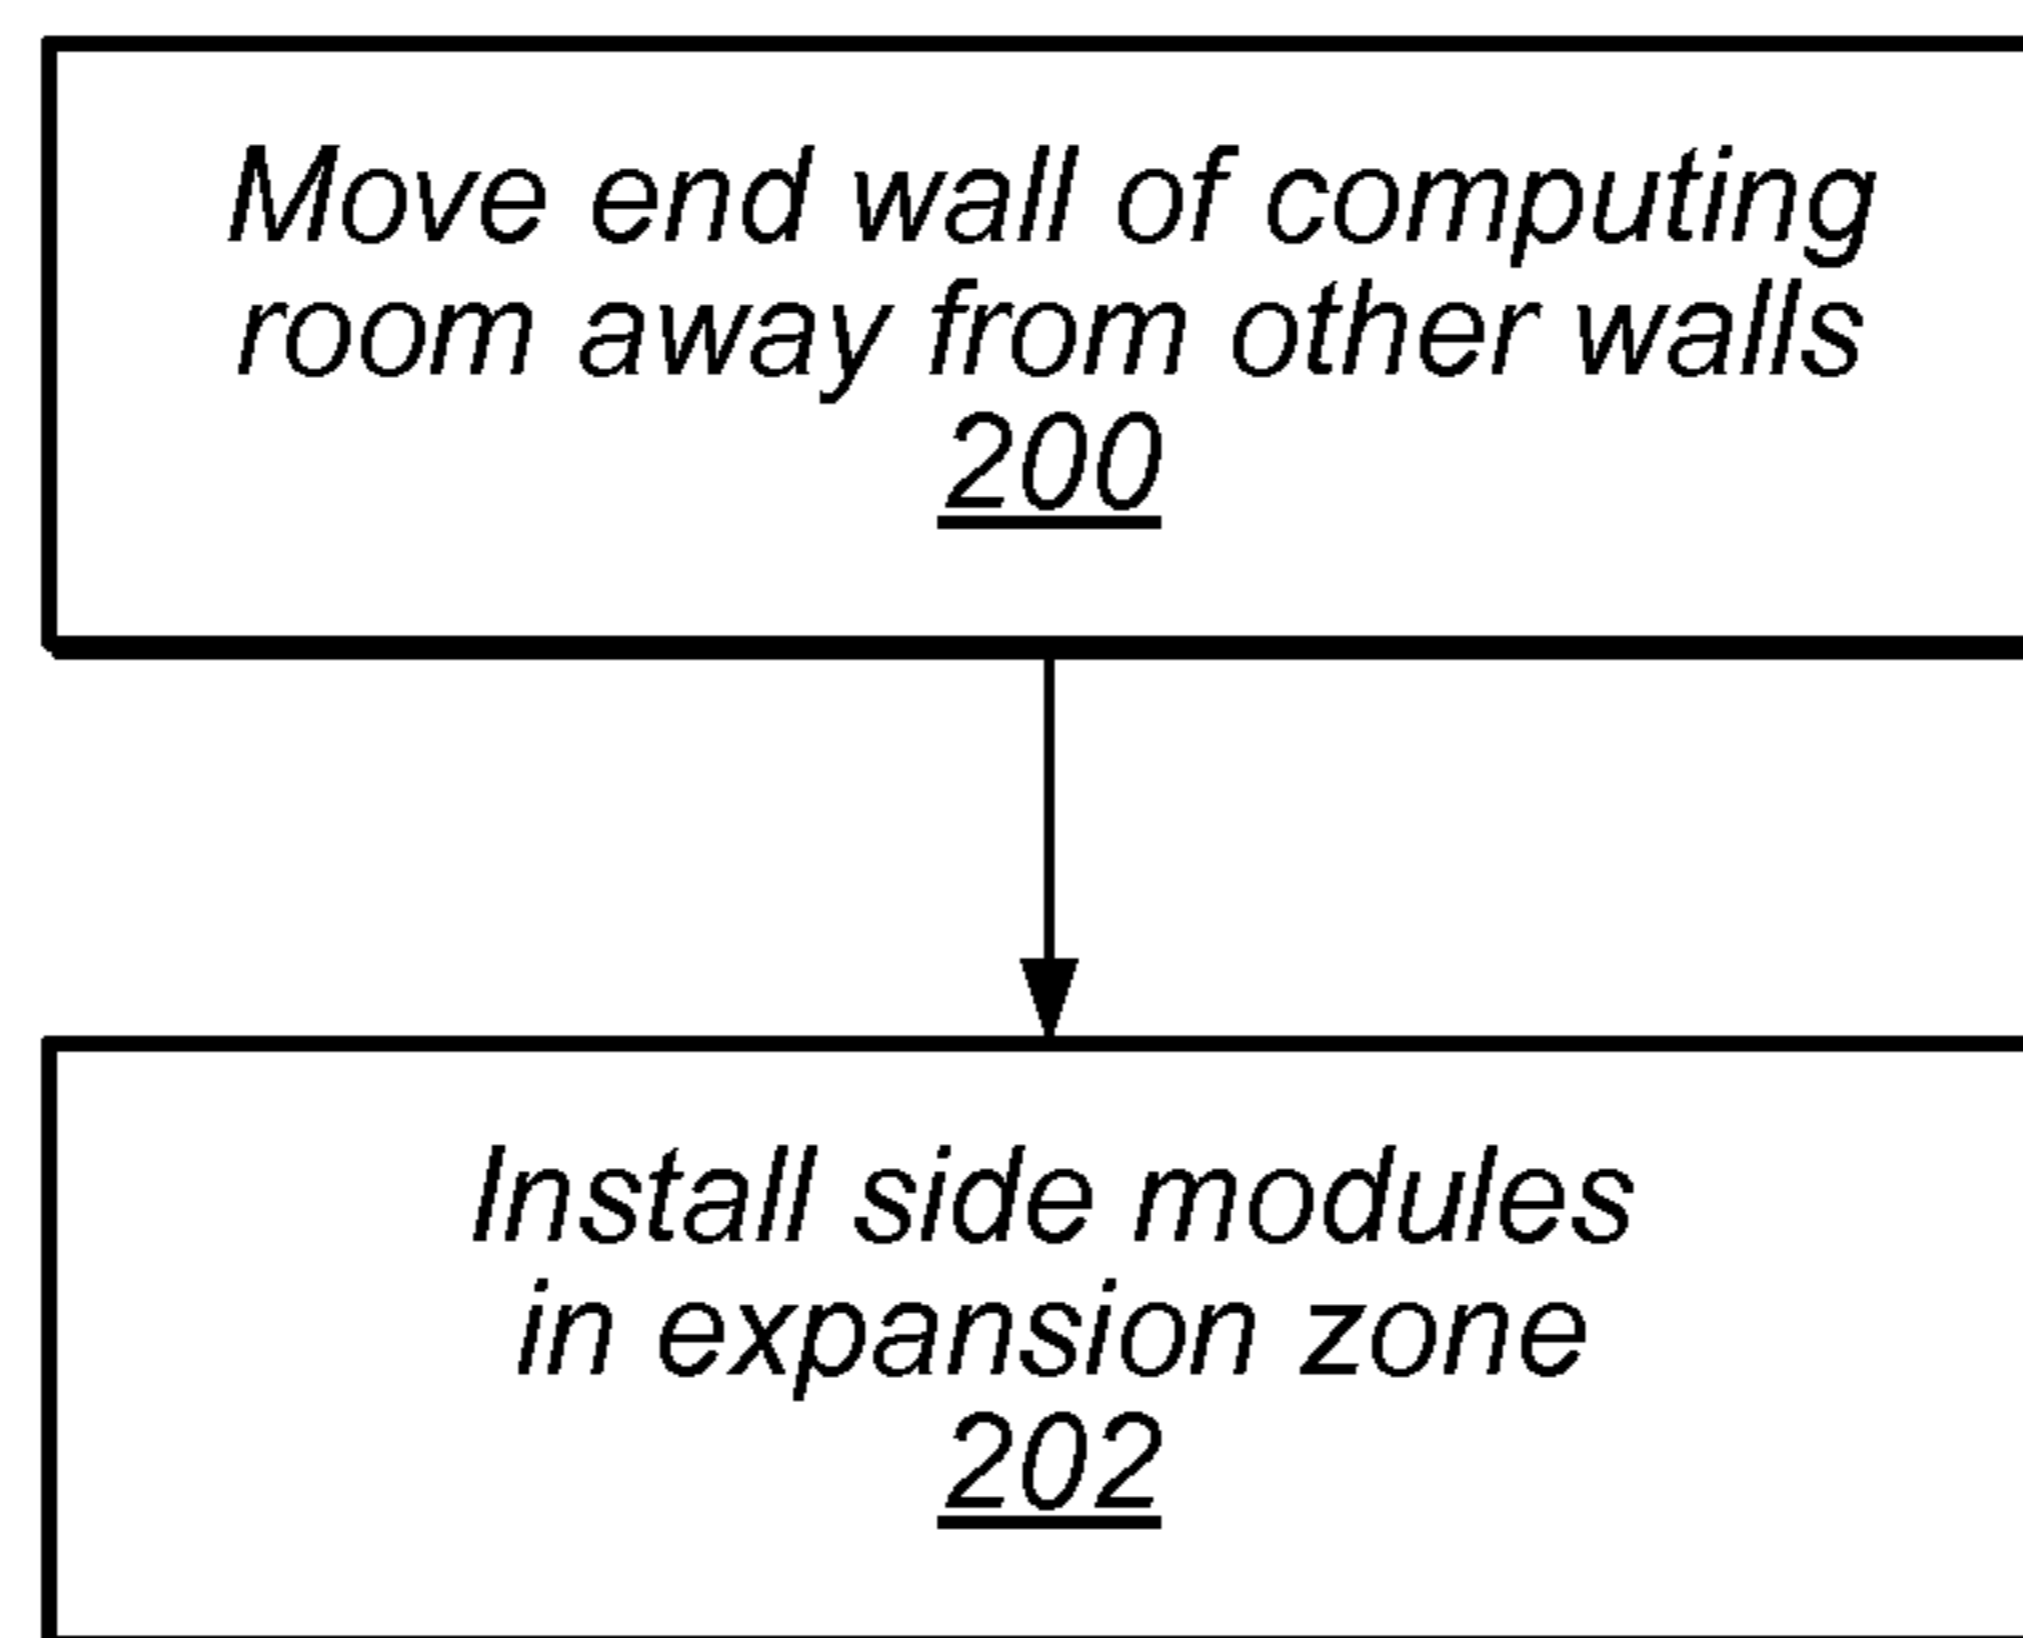 Move end wall of computing
room away from other walls
200
Install side modules
in expansion zone
202